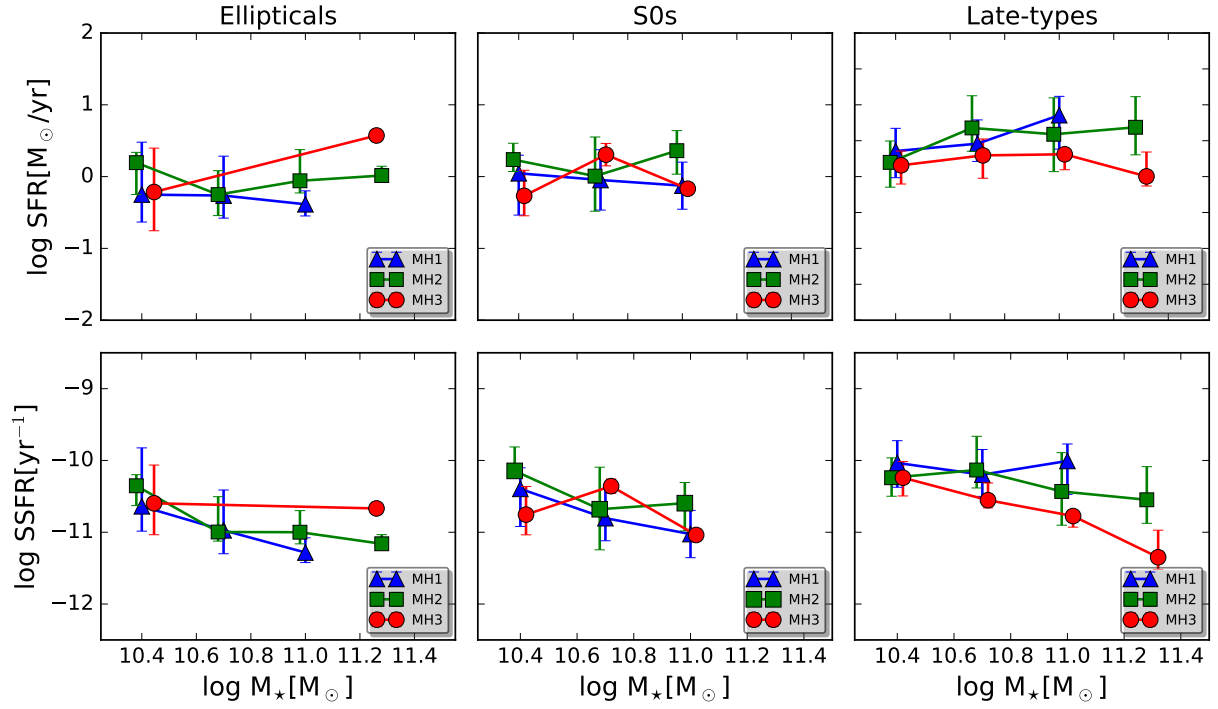 Ellipticals S0s Late-types
log SFR[M⊙/yr]
2
1
0
−1
−2
MH1
MH2
MH3
MH1
MH2
MH3
MH1
MH2
MH3
log SSFR[yr⁻¹]
−9
−10
−11
−12
MH1
MH2
MH3
MH1
MH2
MH3
MH1
MH2
MH3
10.4 10.6 10.8 11.0 11.2 11.4 10.4 10.6 10.8 11.0 11.2 11.4 10.4 10.6 10.8 11.0 11.2 11.4
log M⋆[M⊙] log M⋆[M⊙] log M⋆[M⊙]